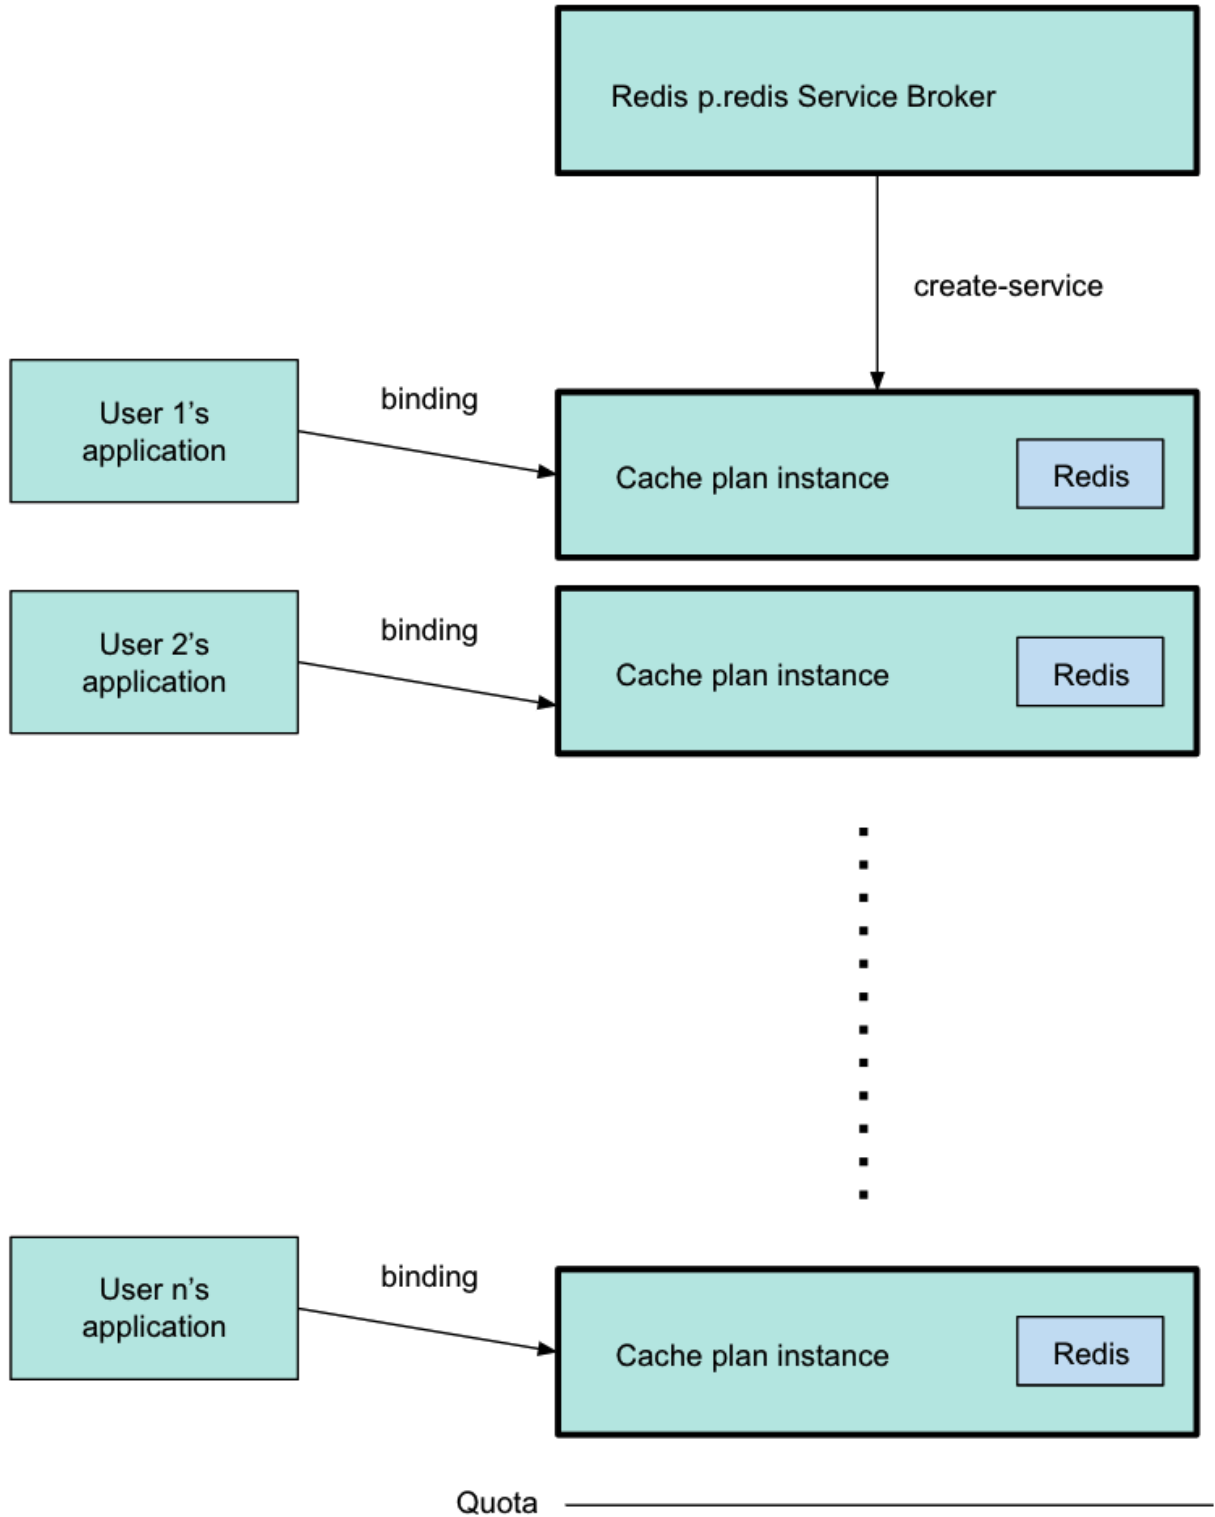 Redis p.redis Service Broker
create-service
User 1’s
application
binding
Cache plan instance
Redis
User 2’s
application
binding
Cache plan instance
Redis
User n’s
application
binding
Cache plan instance
Redis
Quota